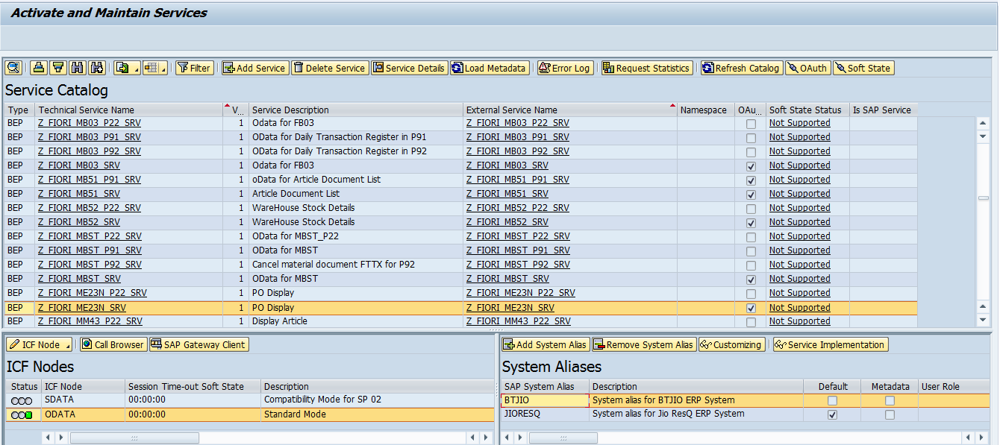 Activate and Maintain Services
Filter Add Service Delete Service Service Details Load Metadata Error Log Request Statistics Refresh Catalog OAuth Soft State
Service Catalog
Type Technical Service Name V... Service Description External Service Name Namespace OAu... Soft State Status Is SAP Service
BEP Z_FIORI_MB03_P22_SRV 1 Odata for FB03 Z_FIORI_MB03_P22_SRV Not Supported
BEP Z_FIORI_MB03_P91_SRV 1 OData for Daily Transaction Register in P91 Z_FIORI_MB03_P91_SRV Not Supported
BEP Z_FIORI_MB03_P92_SRV 1 OData for Daily Transaction Register in P92 Z_FIORI_MB03_P92_SRV Not Supported
BEP Z_FIORI_MB03_SRV 1 Odata for FB03 Z_FIORI_MB03_SRV Not Supported
BEP Z_FIORI_MB51_P91_SRV 1 oData for Article Document List Z_FIORI_MB51_P91_SRV Not Supported
BEP Z_FIORI_MB51_SRV 1 Article Document List Z_FIORI_MB51_SRV Not Supported
BEP Z_FIORI_MB52_P22_SRV 1 WareHouse Stock Details Z_FIORI_MB52_P22_SRV Not Supported
BEP Z_FIORI_MB52_SRV 1 WareHouse Stock Details Z_FIORI_MB52_SRV Not Supported
BEP Z_FIORI_MBST_P22_SRV 1 OData for MBST_P22 Z_FIORI_MBST_P22_SRV Not Supported
BEP Z_FIORI_MBST_P91_SRV 1 OData for MBST Z_FIORI_MBST_P91_SRV Not Supported
BEP Z_FIORI_MBST_P92_SRV 1 Cancel material document FTTX for P92 Z_FIORI_MBST_P92_SRV Not Supported
BEP Z_FIORI_MBST_SRV 1 OData for MBST Z_FIORI_MBST_SRV Not Supported
BEP Z_FIORI_ME23N_P22_SRV 1 PO Display Z_FIORI_ME23N_P22_SRV Not Supported
BEP Z_FIORI_ME23N_SRV 1 PO Display Z_FIORI_ME23N_SRV Not Supported
BEP Z_FIORI_MM43_P22_SRV 1 Display Article Z_FIORI_MM43_P22_SRV Not Supported
ICF Node Call Browser SAP Gateway Client
ICF Nodes
Status ICF Node Session Time-out Soft State Description
SDATA 00:00:00 Compatibility Mode for SP 02
ODATA 00:00:00 Standard Mode
Add System Alias Remove System Alias Customizing Service Implementation
System Aliases
SAP System Alias Description Default Metadata User Role
BTJIO System alias for BTJIO ERP System
JIORESQ System alias for Jio ResQ ERP System